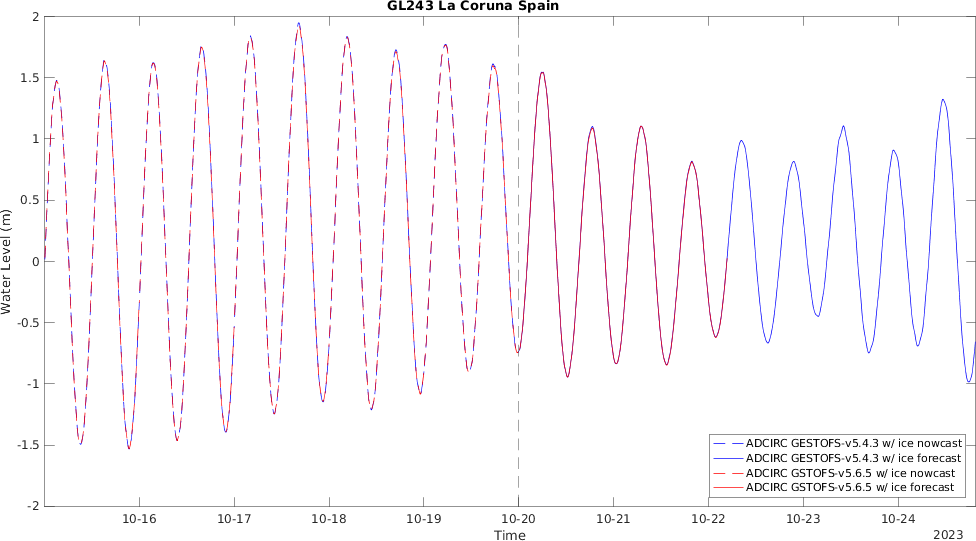 GL243 La Coruna Spain
2
1.5
1
0.5
0
-0.5
-1
-1.5
-2
Water Level (m)
ADCIRC GESTOFS-v5.4.3 w/ ice nowcast
ADCIRC GESTOFS-v5.4.3 w/ ice forecast
ADCIRC GSTOFS-v5.6.5 w/ ice nowcast
ADCIRC GSTOFS-v5.6.5 w/ ice forecast
10-16 10-17 10-18 10-19 10-20 10-21 10-22 10-23 10-24
Time
2023